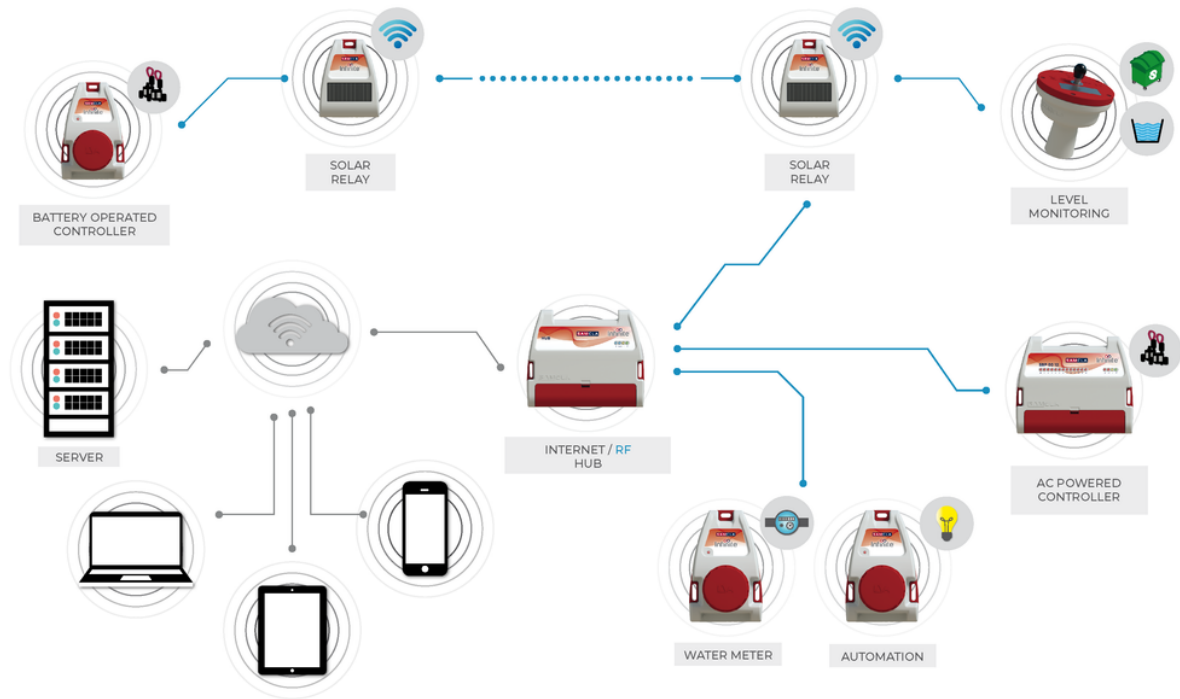 SOLAR
RELAY
SOLAR
RELAY
BATTERY OPERATED
CONTROLLER
LEVEL
MONITORING
SERVER
INTERNET / RF
HUB
AC POWERED
CONTROLLER
WATER METER
AUTOMATION